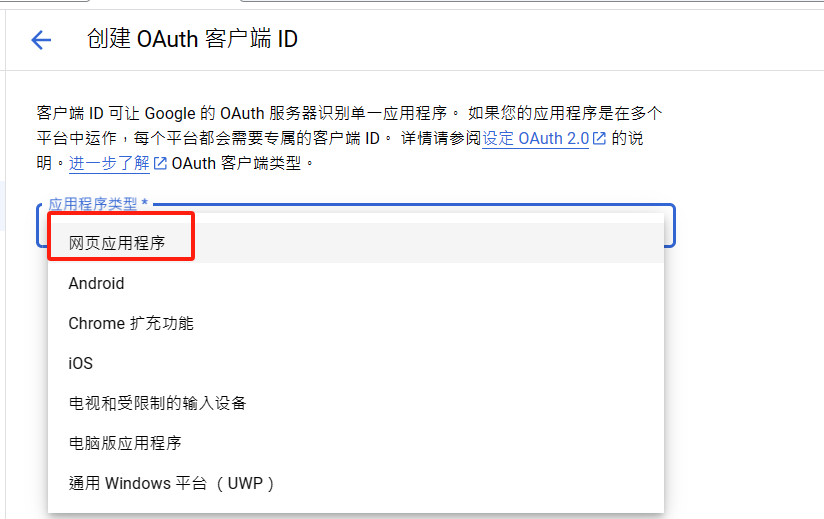 创建 OAuth 客户端 ID
客户端 ID 可让 Google 的 OAuth 服务器识别单一应用程序。 如果您的应用程序是在多个
平台中运作，每个平台都会需要专属的客户端 ID。 详情请参阅设定 OAuth 2.0 的说
明。进一步了解 OAuth 客户端类型。
应用程序类型 *
网页应用程序
Android
Chrome 扩充功能
iOS
电视和受限制的输入设备
电脑版应用程序
通用 Windows 平台 （UWP）